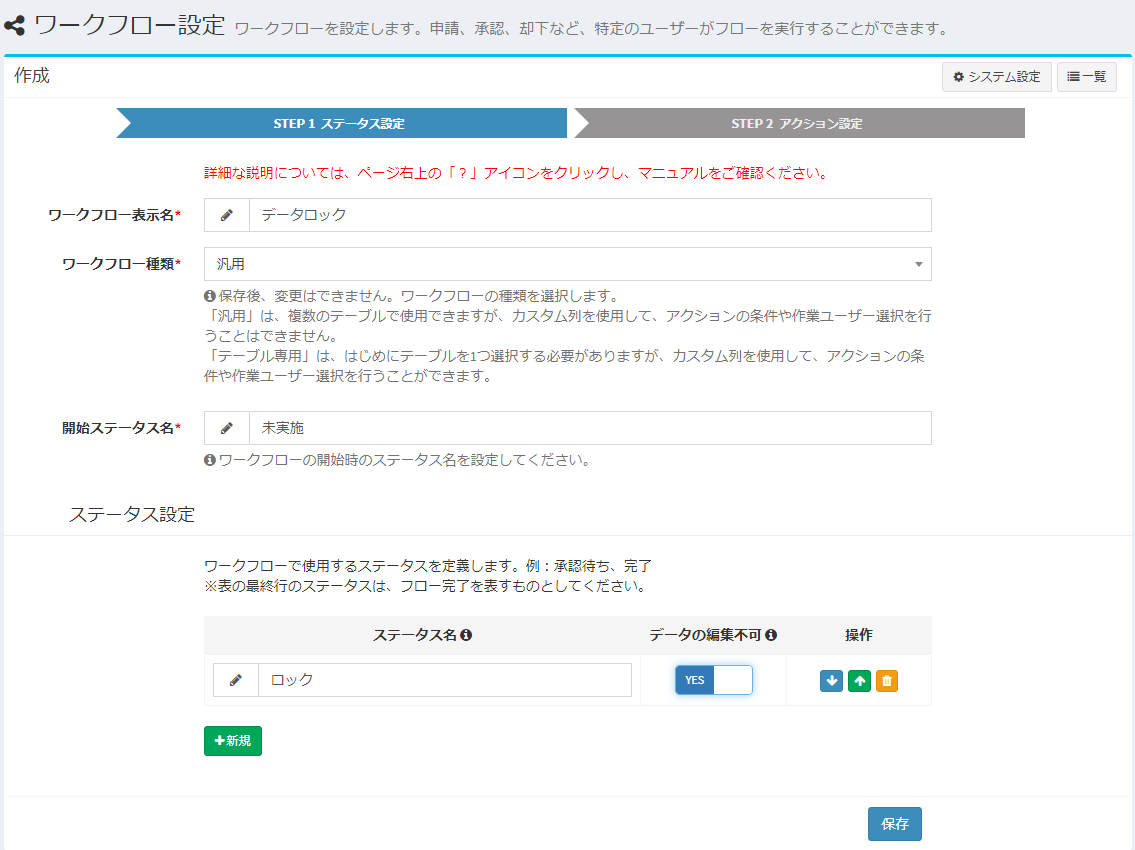 ワークフロー設定 ワークフローを設定します。申請、承認、却下など、特定のユーザーがフローを実行することができます。
作成
システム設定
一覧
STEP 1 ステータス設定
STEP 2 アクション設定
詳細な説明については、ページ右上の「？」アイコンをクリックし、マニュアルをご確認ください。
ワークフロー表示名*
データロック
ワークフロー種類*
汎用
保存後、変更はできません。ワークフローの種類を選択します。
「汎用」は、複数のテーブルで使用できますが、カスタム列を使用して、アクションの条件や作業ユーザー選択を行
うことはできません。
「テーブル専用」は、はじめにテーブルを1つ選択する必要がありますが、カスタム列を使用して、アクションの条
件や作業ユーザー選択を行うことができます。
開始ステータス名*
未実施
ワークフローの開始時のステータス名を設定してください。
ステータス設定
ワークフローで使用するステータスを定義します。例：承認待ち、完了
※表の最終行のステータスは、フロー完了を表すものとしてください。
ステータス名 データの編集不可 操作
ロック
YES
新規
保存